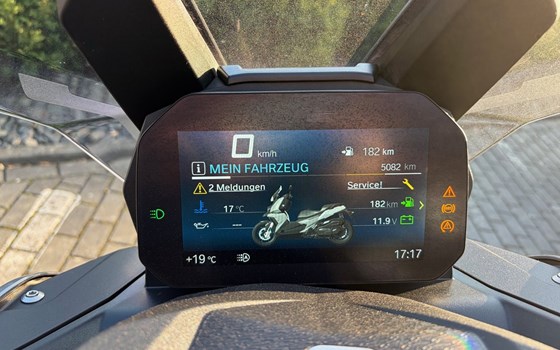 0 km/h 182 km
i MEIN FAHRZEUG 5082 km
2 Meldungen Service!
17 °C 182 km
--- 11.9 V
+19 °C 17:17